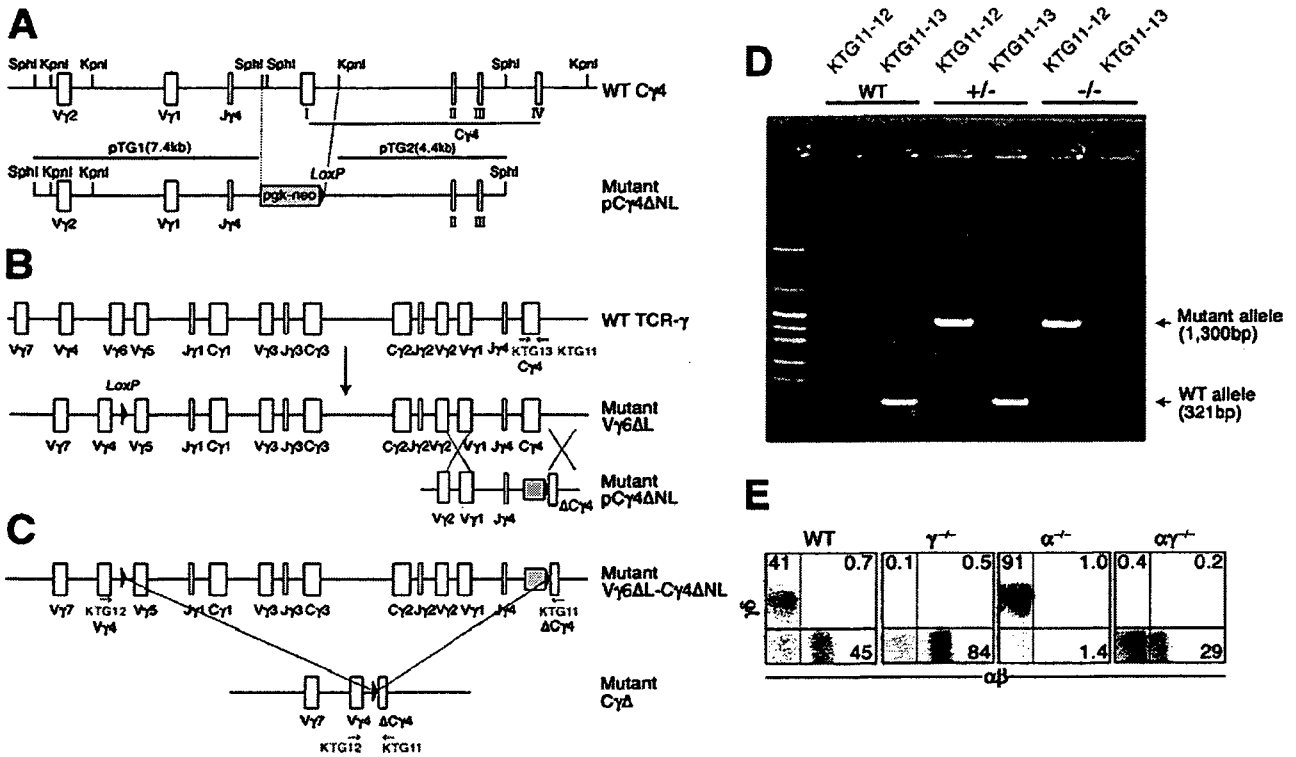 A
SphI KpnI KpnI SphI SphI KpnI SphI KpnI
WT Cγ4
Vγ2 Vγ1 Jγ4 I II III IV
Cγ4
pTG1(7.4kb) pTG2(4.4kb)
SphI KpnI KpnI LoxP SphI
pgk-neo
Mutant
pCγ4ΔNL
Vγ2 Vγ1 Jγ4 II III
B
WT TCR-γ
Vγ7 Vγ4 Vγ6 Vγ5 Jγ1 Cγ1 Vγ3 Jγ3 Cγ3 Cγ2 Jγ2 Vγ2 Vγ1 Jγ4 KTG13 KTG11
Cγ4
LoxP
Mutant
Vγ6ΔL
Vγ7 Vγ4 Vγ5 Jγ1 Cγ1 Vγ3 Jγ3 Cγ3 Cγ2 Jγ2 Vγ2 Vγ1 Jγ4 Cγ4
Mutant
pCγ4ΔNL
Vγ2 Vγ1 Jγ4 ΔCγ4
C
Mutant
Vγ6ΔL-Cγ4ΔNL
Vγ7 KTG12 Vγ5 Jγ1 Cγ1 Vγ3 Jγ3 Cγ3 Cγ2 Jγ2 Vγ2 Vγ1 Jγ4 KTG11
Vγ4 ΔCγ4
Mutant
CγΔ
Vγ7 Vγ4 ΔCγ4
KTG12 KTG11
D
KTG11-12 KTG11-13 KTG11-12 KTG11-13 KTG11-12 KTG11-13
WT +/- -/-
Mutant allele
(1,300bp)
WT allele
(321bp)
E
WT γ-/- α-/- αγ-/-
41 0.7 0.1 0.5 91 1.0 0.4 0.2
γδ
45 84 1.4 29
αβ